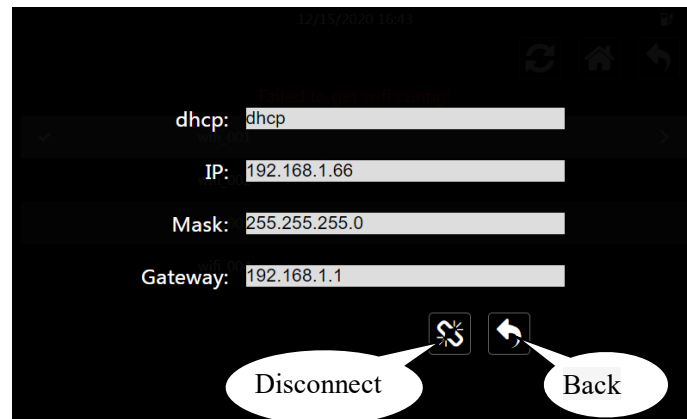 12/15/2020 16:43
dhcp: dhcp
IP: 192.168.1.66
Mask: 255.255.255.0
Gateway: 192.168.1.1
Disconnect
Back